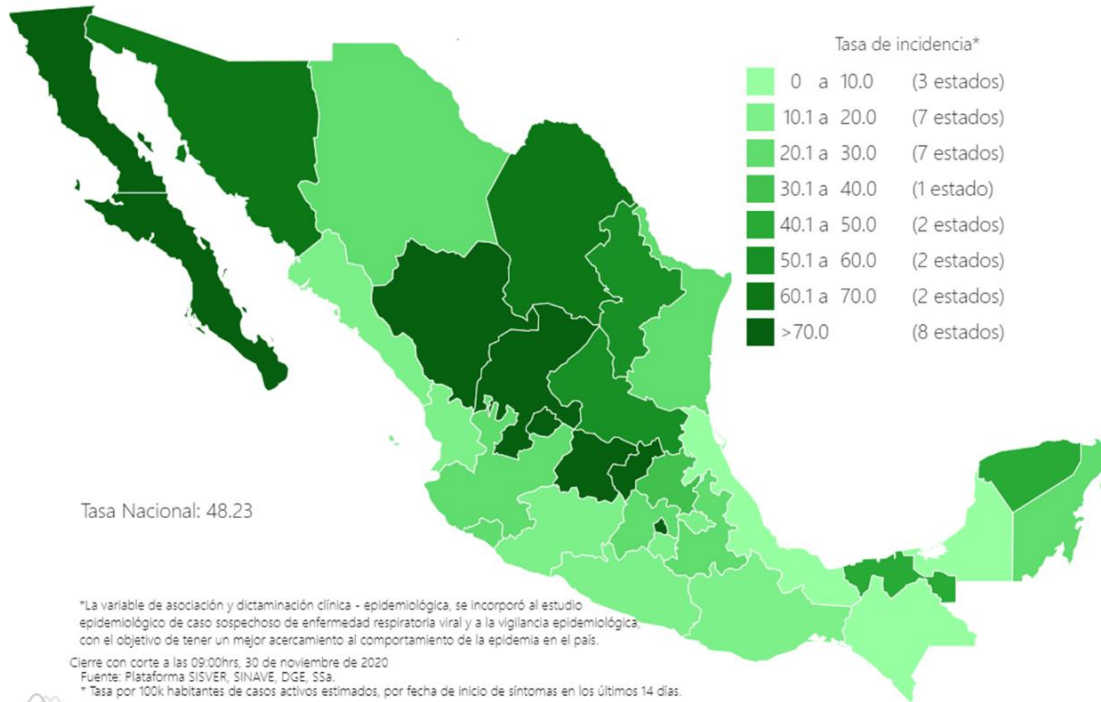 Tasa de incidencia*
0 a 10.0 (3 estados)
10.1 a 20.0 (7 estados)
20.1 a 30.0 (7 estados)
30.1 a 40.0 (1 estado)
40.1 a 50.0 (2 estados)
50.1 a 60.0 (2 estados)
60.1 a 70.0 (2 estados)
>70.0 (8 estados)
Tasa Nacional: 48.23
*La variable de asociación y dictaminación clínica - epidemiológica, se incorporó al estudio
epidemiológico de caso sospechoso de enfermedad respiratoria viral y a la vigilancia epidemiológica,
con el objetivo de tener un mejor acercamiento al comportamiento de la epidemia en el país.
Cierre con corte a las 09:00hrs, 30 de noviembre de 2020
Fuente: Plataforma SISVER, SINAVE, DGE, SSa.
* Tasa por 100k habitantes de casos activos estimados, por fecha de inicio de síntomas en los últimos 14 días.